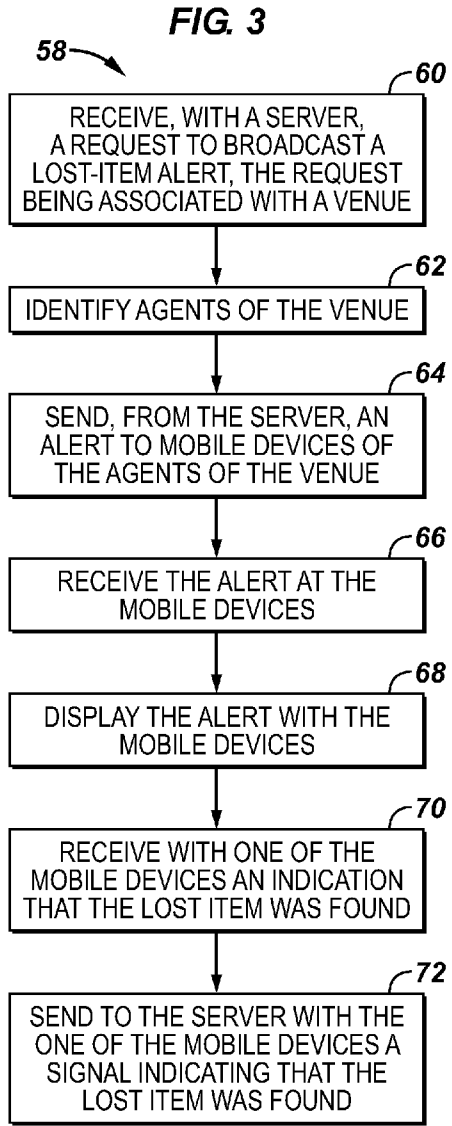 FIG. 3
58
60
RECEIVE, WITH A SERVER,
A REQUEST TO BROADCAST A
LOST-ITEM ALERT, THE REQUEST
BEING ASSOCIATED WITH A VENUE
62
IDENTIFY AGENTS OF THE VENUE
64
SEND, FROM THE SERVER, AN
ALERT TO MOBILE DEVICES OF
THE AGENTS OF THE VENUE
66
RECEIVE THE ALERT AT THE
MOBILE DEVICES
68
DISPLAY THE ALERT WITH THE
MOBILE DEVICES
70
RECEIVE WITH ONE OF THE
MOBILE DEVICES AN INDICATION
THAT THE LOST ITEM WAS FOUND
72
SEND TO THE SERVER WITH THE
ONE OF THE MOBILE DEVICES A
SIGNAL INDICATING THAT THE
LOST ITEM WAS FOUND